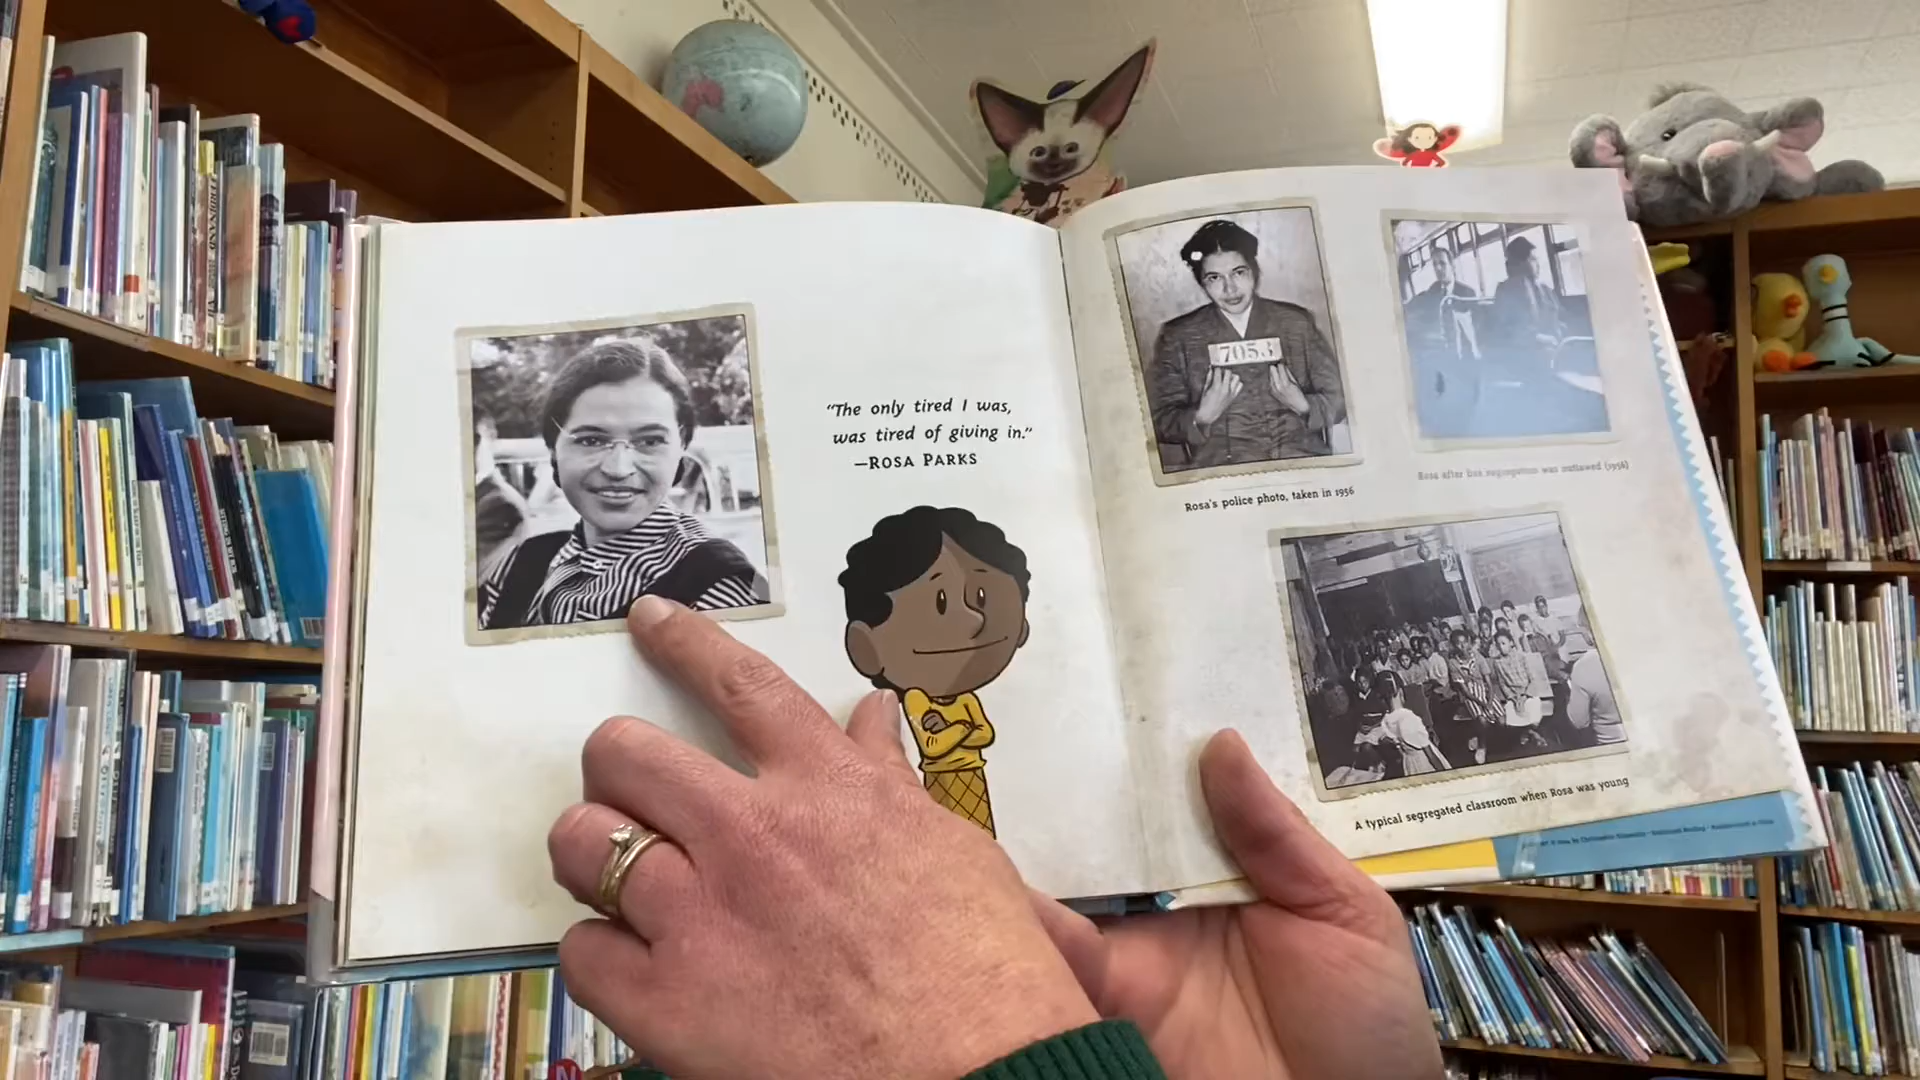 "The only tired I was,
was tired of giving in."
—ROSA PARKS
7053
Rosa's police photo, taken in 1956
Rosa after bus segregation was outlawed (1956)
A typical segregated classroom when Rosa was young